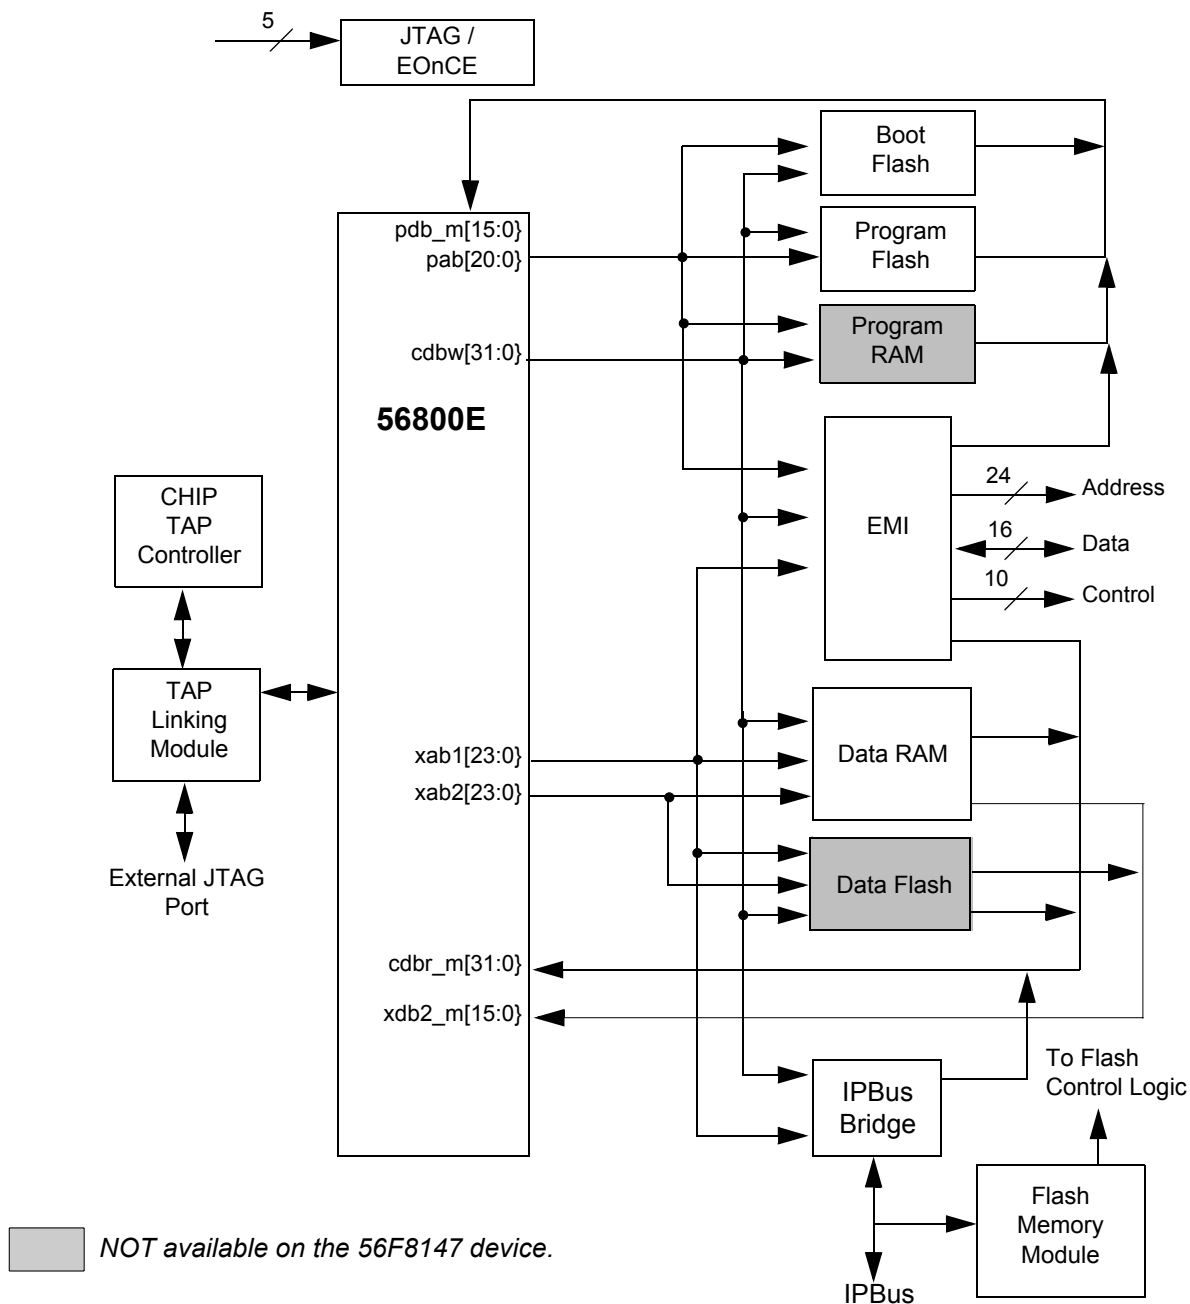 5
JTAG /
EOnCE
Boot
Flash
pdb_m[15:0}
pab[20:0}
Program
Flash
cdbw[31:0}
Program
RAM
56800E
CHIP
TAP
Controller
EMI
24
Address
16
Data
10
Control
TAP
Linking
Module
xab1[23:0}
xab2[23:0}
Data RAM
External JTAG
Port
Data Flash
cdbr_m[31:0}
xdb2_m[15:0}
To Flash
Control Logic
IPBus
Bridge
Flash
Memory
Module
NOT available on the 56F8147 device.
IPBus